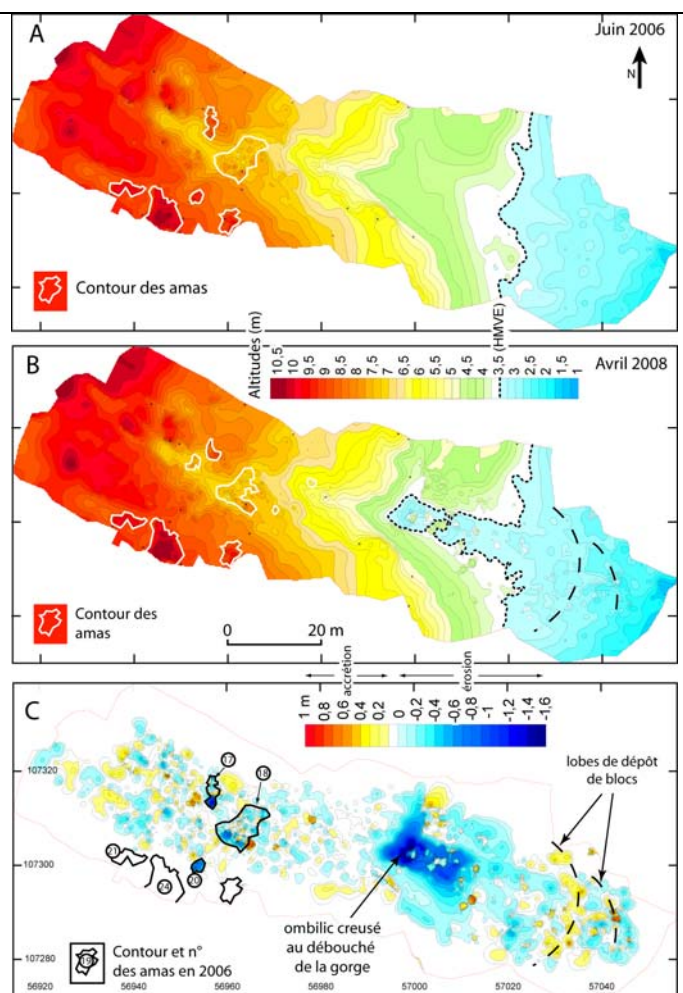 A
Juin 2006
N
Contour des amas
Altitudes (m)
10,5
10
9,5
9
8,5
8
7,5
7
6,5
6
5,5
5
4,5
4
3,5 (HMVE)
3
2,5
2
1,5
1
B
Avril 2008
Contour des
amas
0 20 m
accrétion
érosion
C
1 m
0,8
0,6
0,4
0,2
0
-0,2
-0,4
-0,6
-0,8
-1
-1,2
-1,4
-1,6
17
18
lobes de dépôt
de blocs
107320
107300
107280
21
24
20
ombilic creusé
au débouché
de la gorge
19
Contour et n°
des amas en 2006
56920 56940 56960 56980 57000 57020 57040